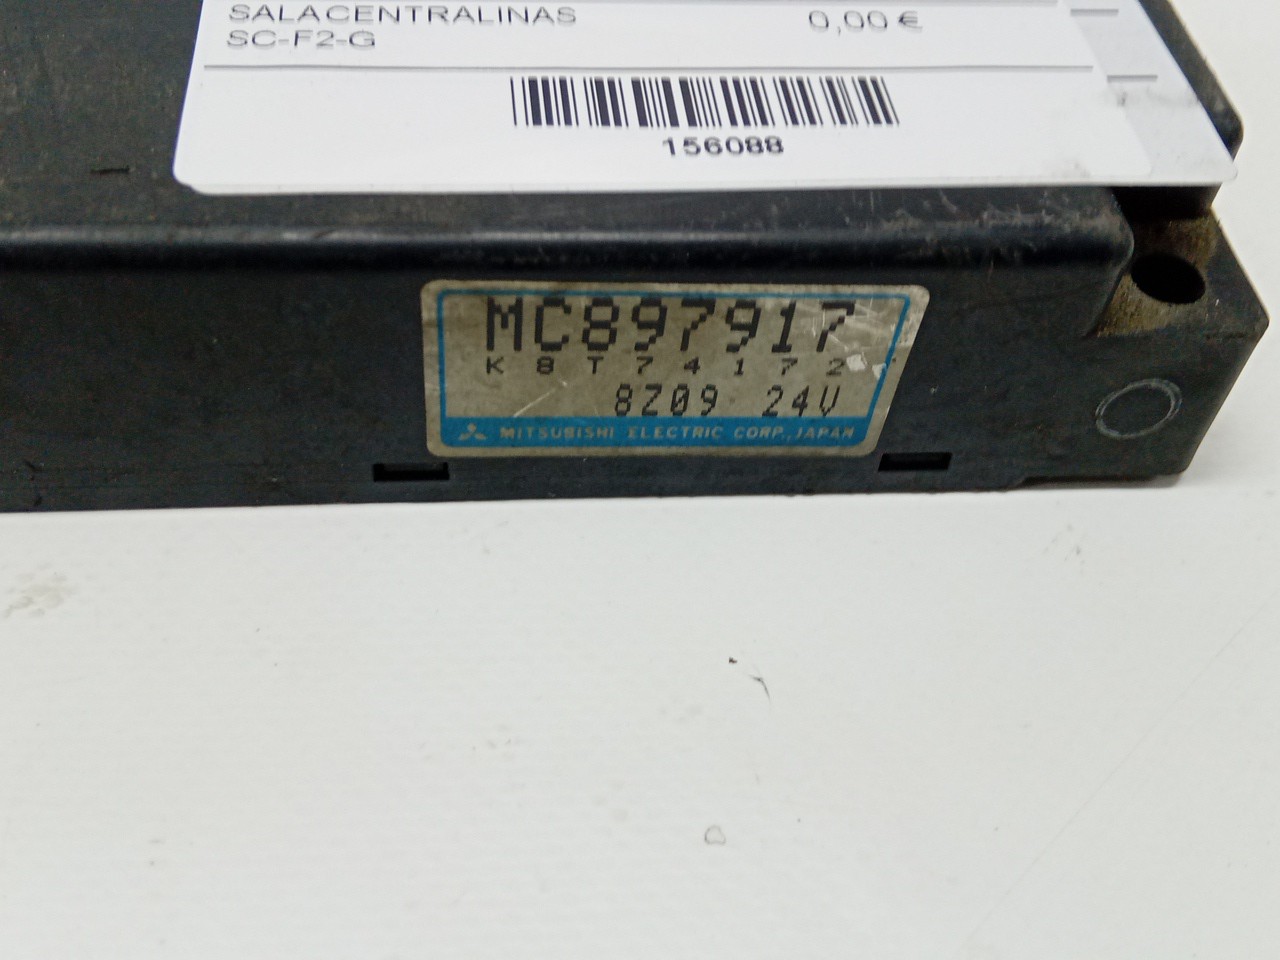 SALACENTRALINAS 0,00 €
SC-F2-G
156088
MC897917
K8T74172
8Z09 24V
MITSUBISHI ELECTRIC CORP., JAPAN